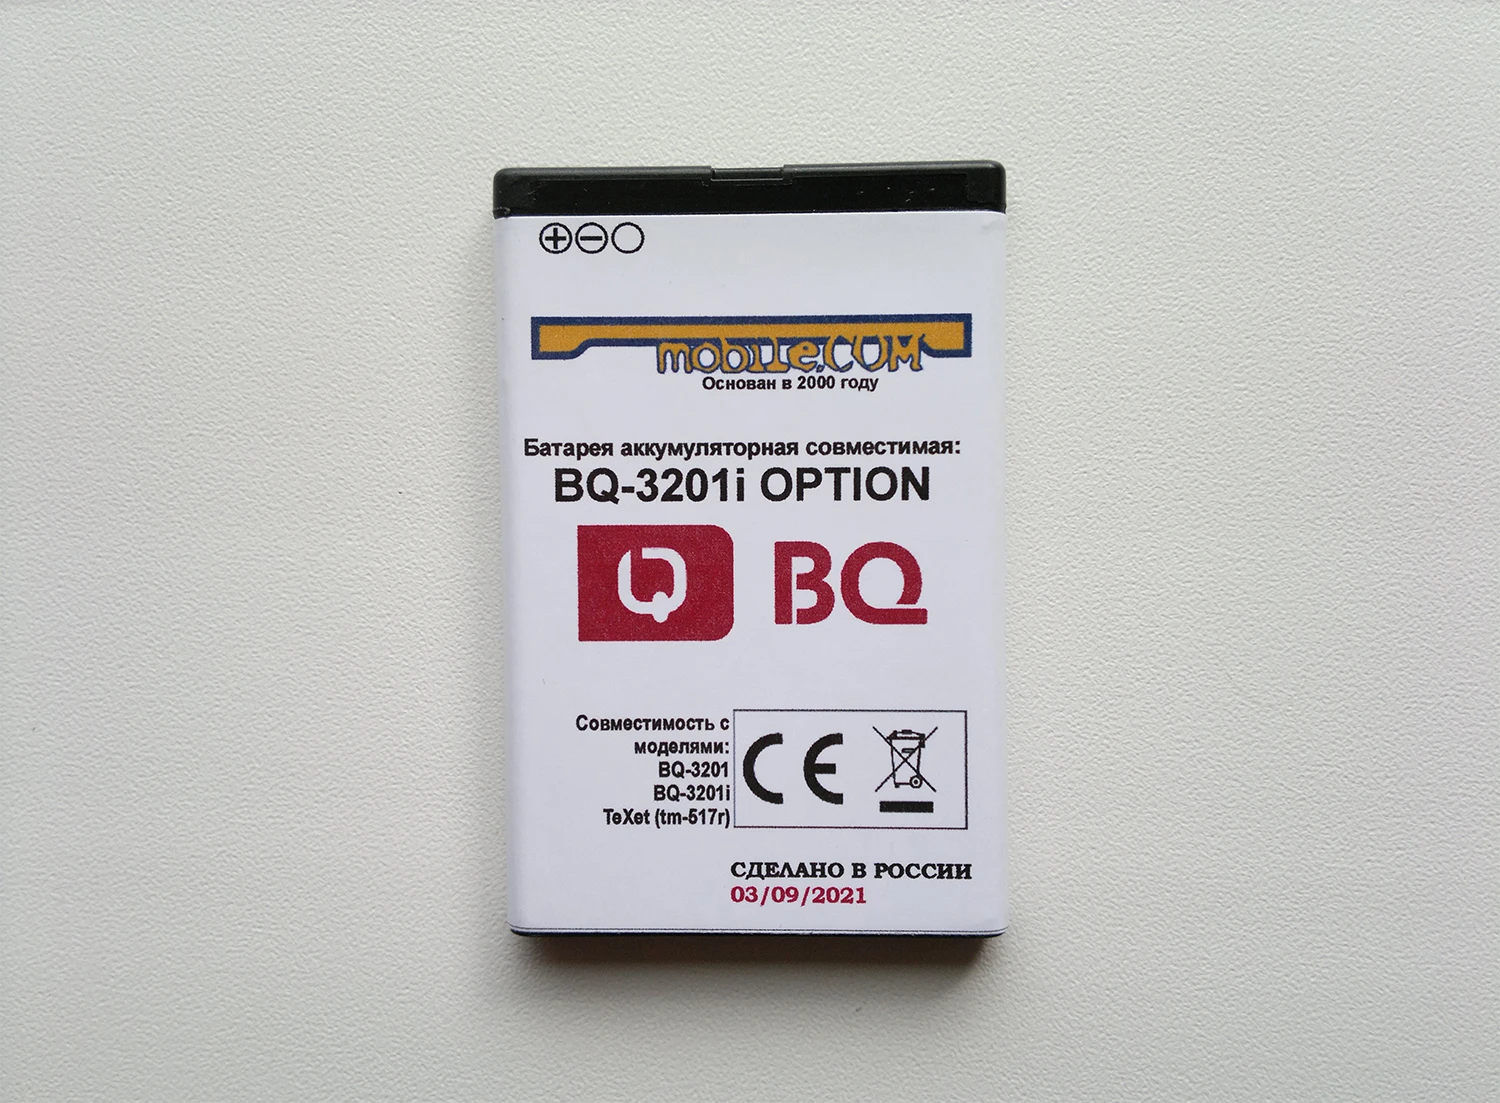 mobile.COM
Основан в 2000 году
Батарея аккумуляторная совместимая:
BQ-3201i OPTION
BQ
Совместимость с
моделями:
BQ-3201
BQ-3201i
TeXet (tm-517r)
CE
СДЕЛАНО В РОССИИ
03/09/2021